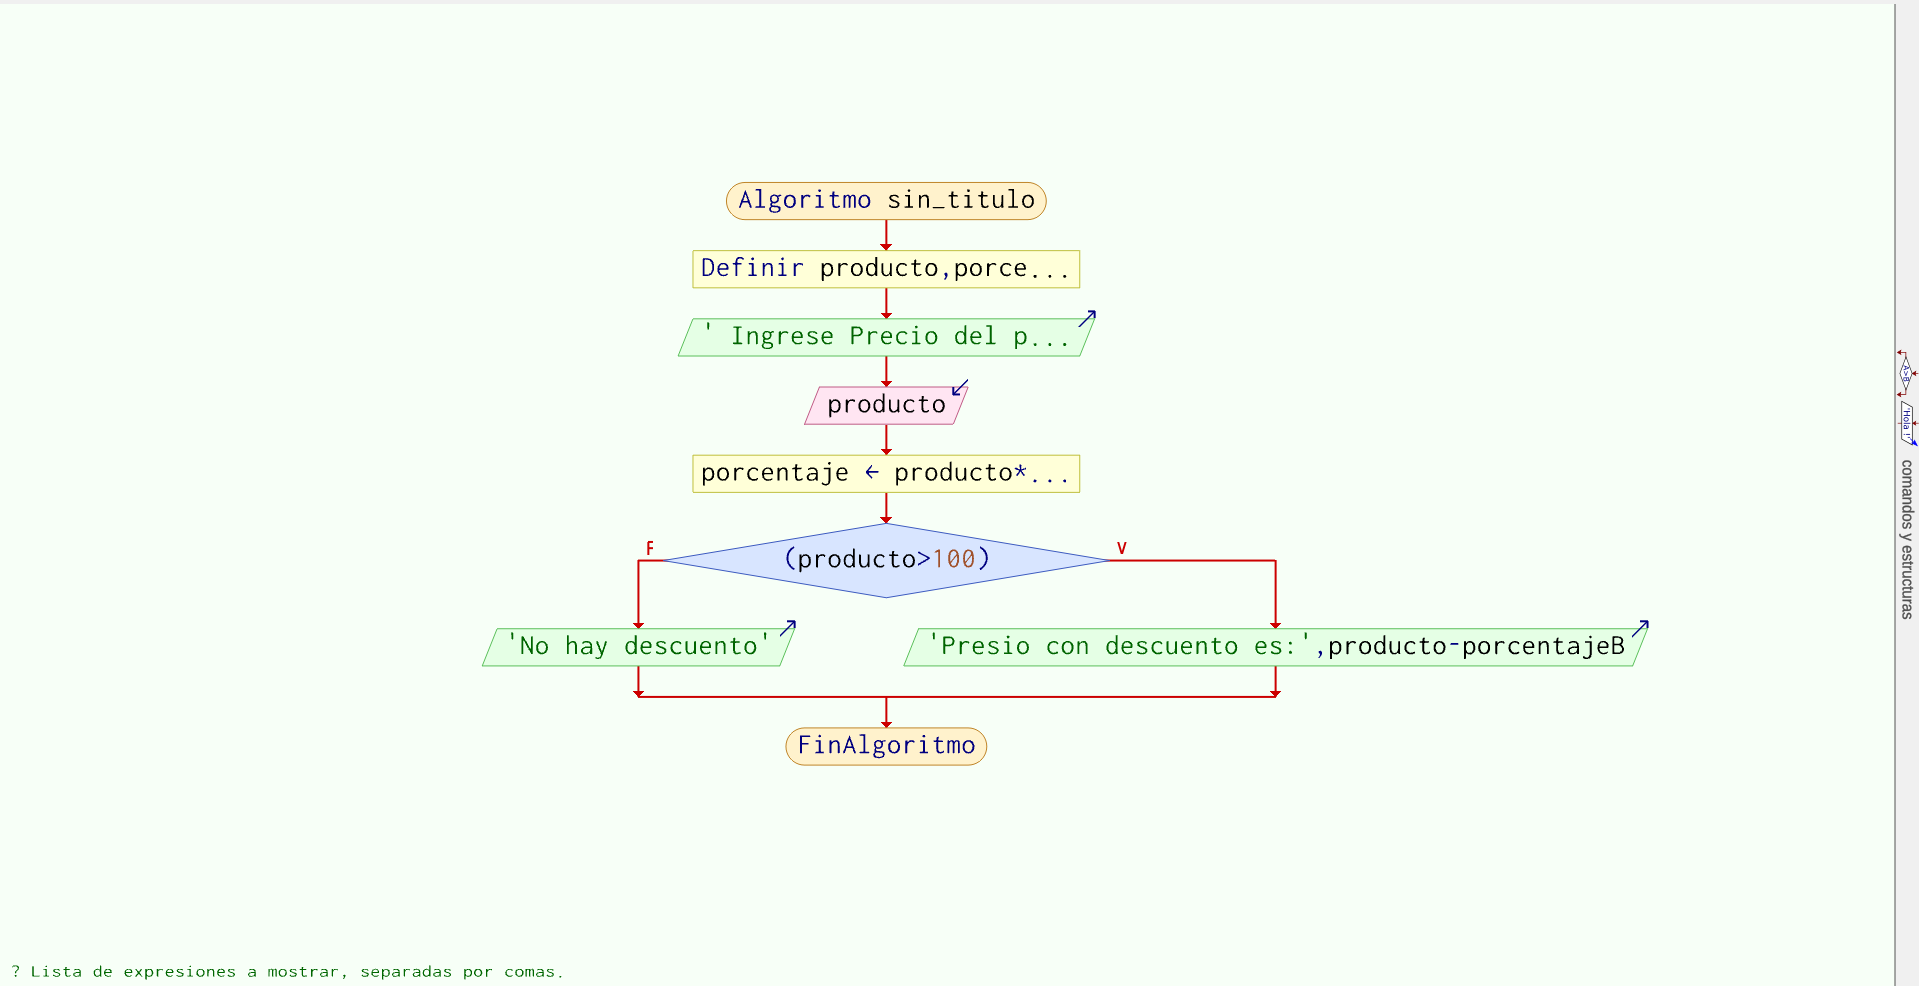 Algoritmo sin_titulo
Definir producto,porce...
' Ingrese Precio del p...
producto
porcentaje ← producto*...
(producto>100)
F
V
'No hay descuento'
'Presio con descuento es:',producto-porcentajeB
FinAlgoritmo
A>B
'Hola !'
comandos y estructuras
? Lista de expresiones a mostrar, separadas por comas.